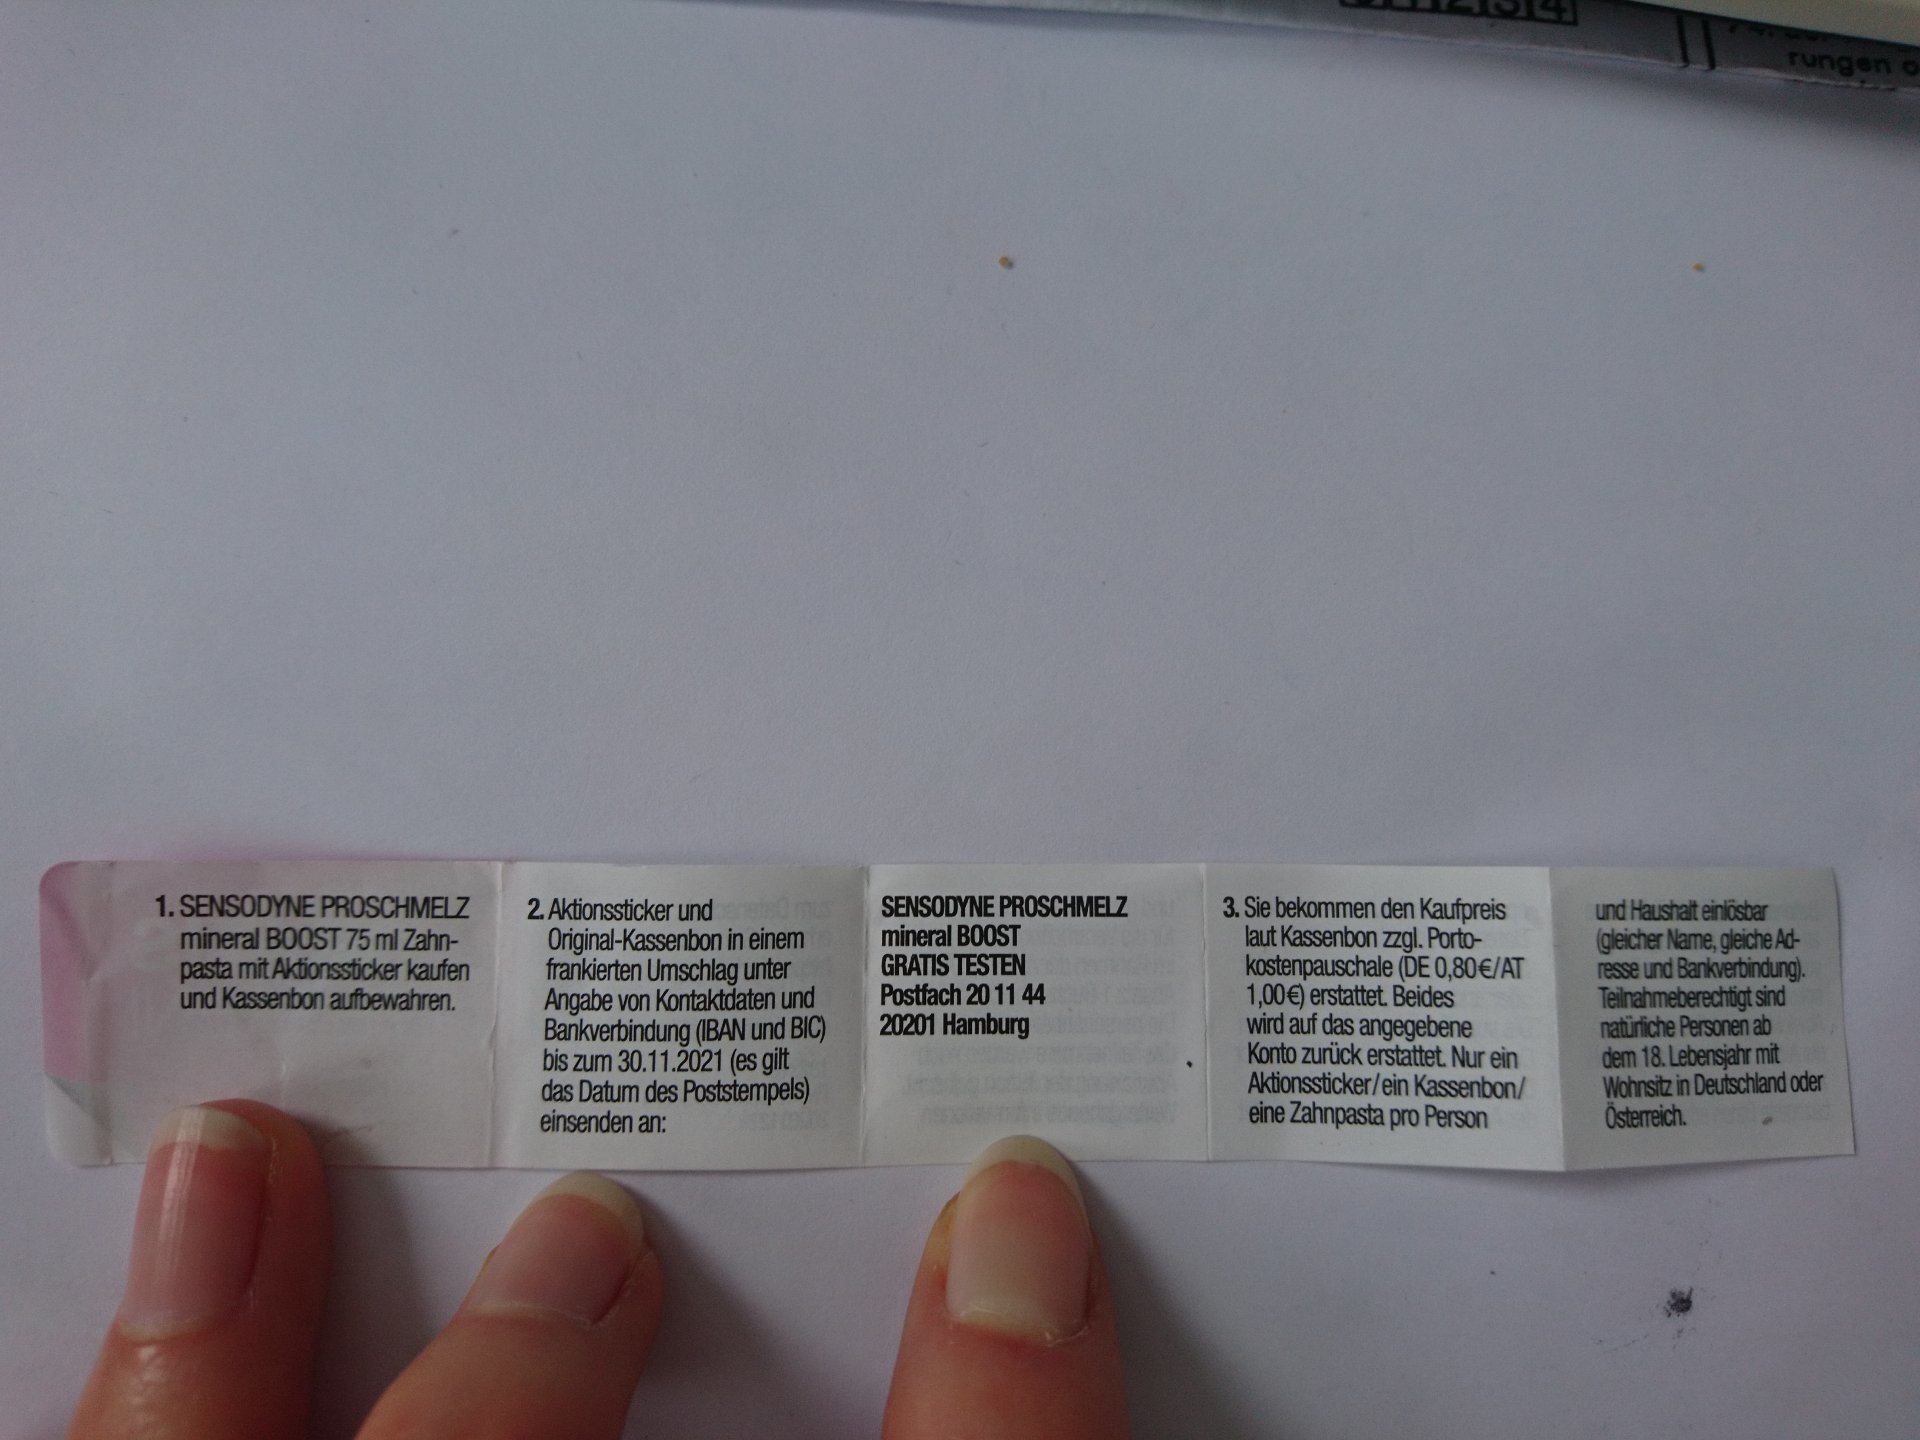 rungen o
1. SENSODYNE PROSCHMELZ
mineral BOOST 75 ml Zahn-
pasta mit Aktionssticker kaufen
und Kassenbon aufbewahren.
2. Aktionssticker und
Original-Kassenbon in einem
frankierten Umschlag unter
Angabe von Kontaktdaten und
Bankverbindung (IBAN und BIC)
bis zum 30.11.2021 (es gilt
das Datum des Poststempels)
einsenden an:
SENSODYNE PROSCHMELZ
mineral BOOST
GRATIS TESTEN
Postfach 20 11 44
20201 Hamburg
3. Sie bekommen den Kaufpreis
laut Kassenbon zzgl. Porto-
kostenpauschale (DE 0,80€/AT
1,00€) erstattet. Beides
wird auf das angegebene
Konto zurück erstattet. Nur ein
Aktionssticker/ein Kassenbon/
eine Zahnpasta pro Person
und Haushalt einlösbar
(gleicher Name, gleiche Ad-
resse und Bankverbindung).
Teilnahmeberechtigt sind
natürliche Personen ab
dem 18. Lebensjahr mit
Wohnsitz in Deutschland oder
Österreich.